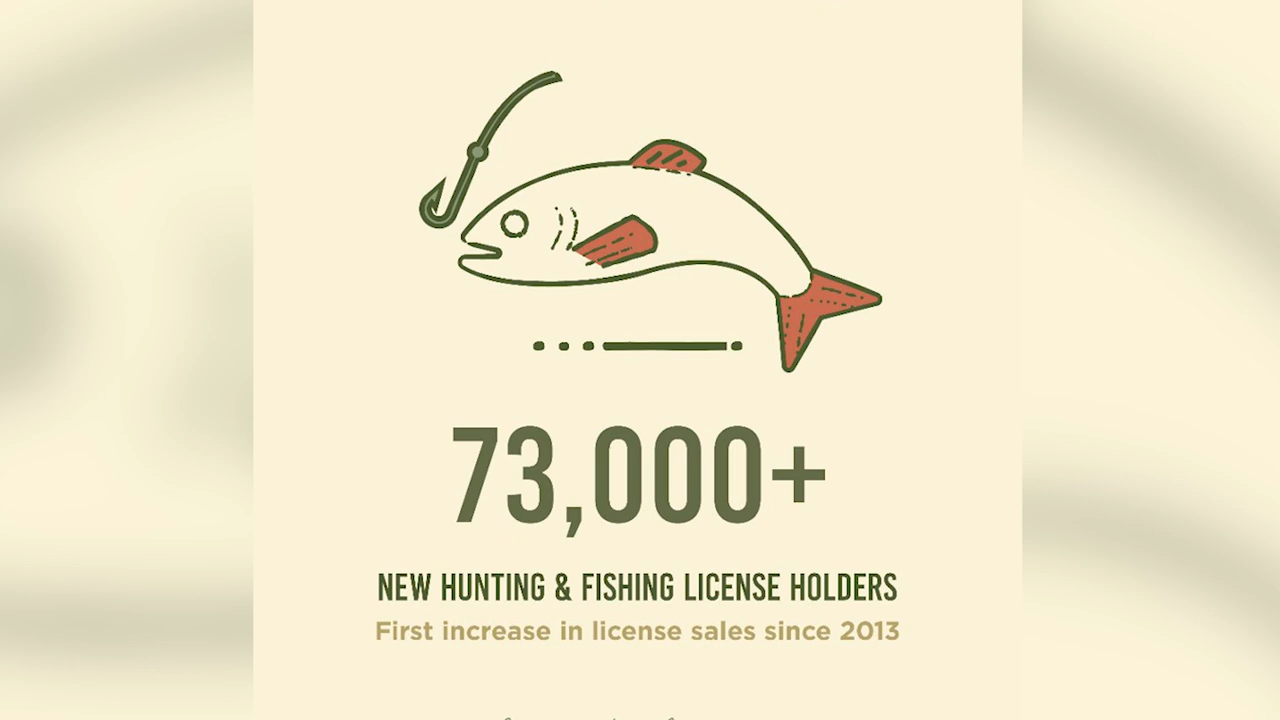 73,000+
NEW HUNTING & FISHING LICENSE HOLDERS
First increase in license sales since 2013